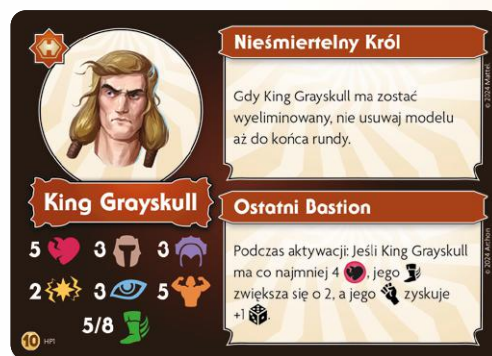 Nieśmiertelny Król
Gdy King Grayskull ma zostać
wyeliminowany, nie usuwaj modelu
aż do końca rundy.
© 2024 Mattel
King Grayskull
5 3 3
2 3 5
5/8
10 HP1
Ostatni Bastion
Podczas aktywacji: Jeśli King Grayskull
ma co najmniej 4 , jego
zwiększa się o 2, a jego zyskuje
+1 .
© 2024 Archon